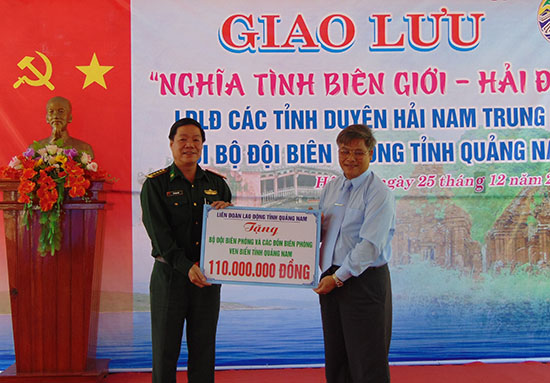 GIAO LƯU
"NGHĨA TÌNH BIÊN GIỚI - HẢI Đ
LĐLĐ CÁC TỈNH DUYÊN HẢI NAM TRUNG
BỘ ĐỘI BIÊN PHÒNG TỈNH QUẢNG NA
ngày 25 tháng 12 năm 2
LIÊN ĐOÀN LAO ĐỘNG TỈNH QUẢNG NAM
Tặng
BỘ ĐỘI BIÊN PHÒNG VÀ CÁC ĐỒN BIÊN PHÒNG
VEN BIỂN TỈNH QUẢNG NAM
110.000.000 ĐỒNG